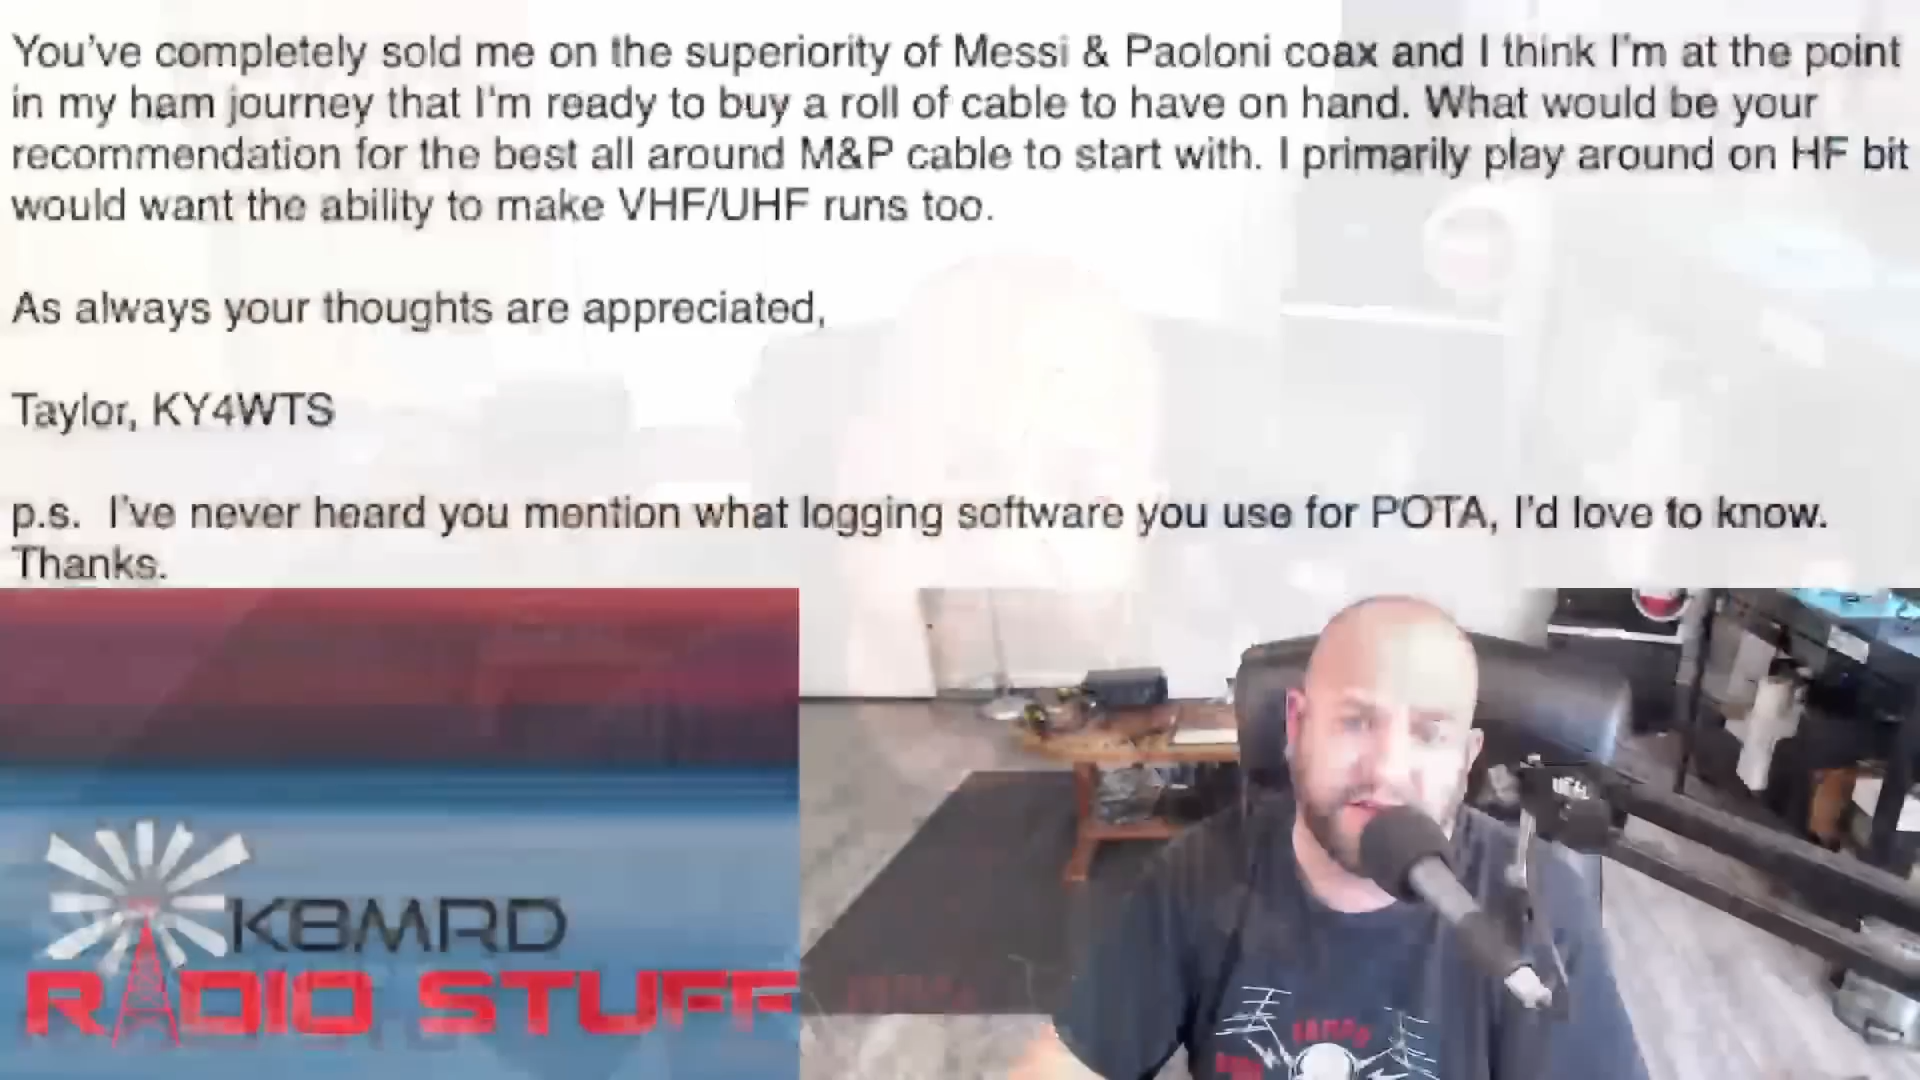 You've completely sold me on the superiority of Messi & Paoloni coax and I think I'm at the point
in my ham journey that I'm ready to buy a roll of cable to have on hand. What would be your
recommendation for the best all around M&P cable to start with. I primarily play around on HF bit
would want the ability to make VHF/UHF runs too.
As always your thoughts are appreciated,
Taylor, KY4WTS
p.s. I've never heard you mention what logging software you use for POTA, I'd love to know.
Thanks.
K8MRD
RADIO STUFF